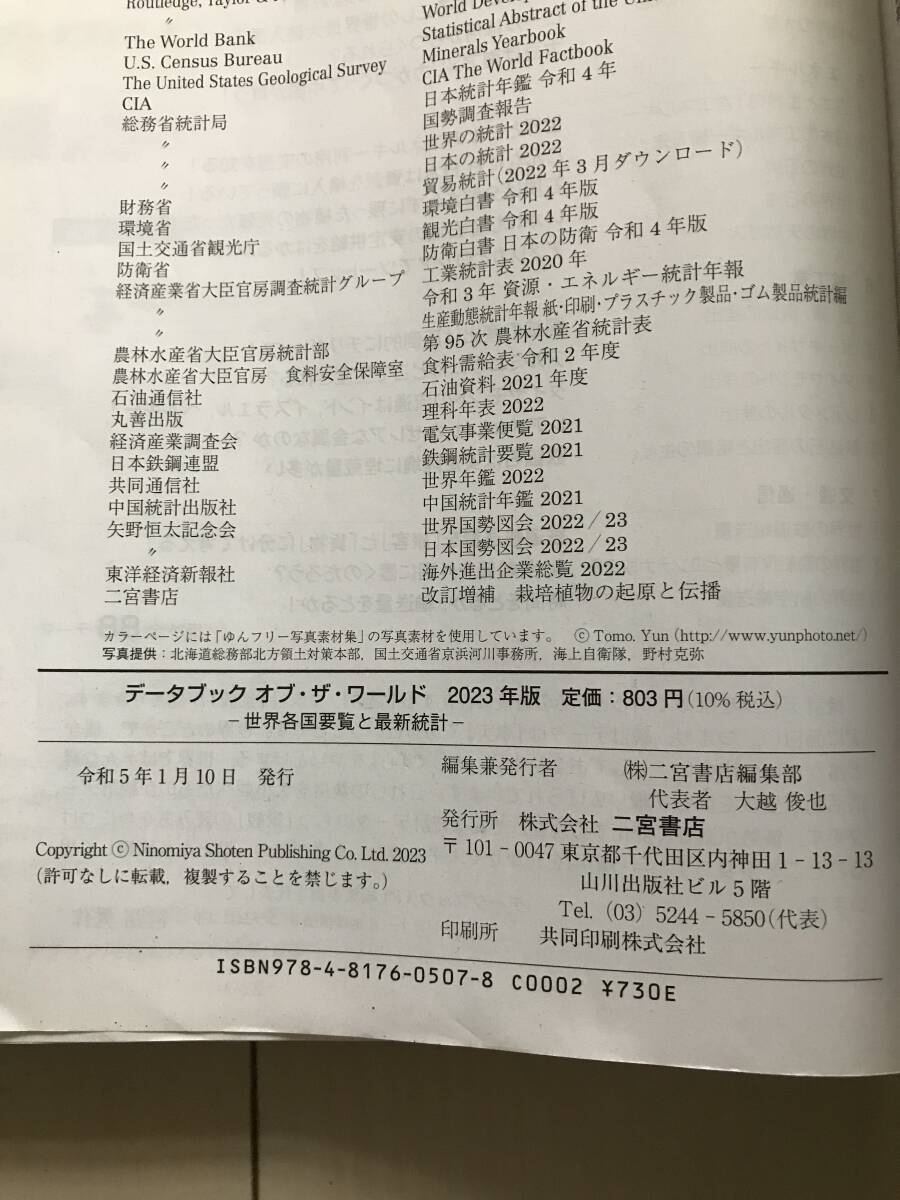 Routledge, Taylor &
〃
The World Bank
U.S. Census Bureau
The United States Geological Survey
CIA
総務省統計局
〃
〃
〃
財務省
環境省
国土交通省観光庁
防衛省
経済産業省大臣官房調査統計グループ
〃
〃
農林水産省大臣官房統計部
農林水産省大臣官房 食料安全保障室
石油通信社
丸善出版
経済産業調査会
日本鉄鋼連盟
共同通信社
中国統計出版社
矢野恒太記念会
〃
東洋経済新報社
二宮書店
World
Statistical Abstract of the
Minerals Yearbook
CIA The World Factbook
日本統計年鑑 令和4年
国勢調査報告
世界の統計 2022
日本の統計 2022
貿易統計(2022年3月ダウンロード)
環境白書 令和4年版
観光白書 令和4年版
防衛白書 日本の防衛 令和4年版
工業統計表 2020年
令和3年 資源・エネルギー統計年報
生産動態統計年報 紙・印刷・プラスチック製品・ゴム製品統計編
第95次 農林水産省統計表
食料需給表 令和2年度
石油資料 2021年度
理科年表 2022
電気事業便覧 2021
鉄鋼統計要覧 2021
世界年鑑 2022
中国統計年鑑 2021
世界国勢図会 2022/23
日本国勢図会 2022/23
海外進出企業総覧 2022
改訂増補 栽培植物の起原と伝播
カラーページには「ゆんフリー写真素材集」の写真素材を使用しています。 ©Tomo. Yun (http://www.yunphoto.net/)
写真提供：北海道総務部北方領土対策本部，国土交通省京浜河川事務所，海上自衛隊，野村克弥
データブック オブ・ザ・ワールド 2023年版 定価：803円(10%税込)
−世界各国要覧と最新統計−
令和5年1月10日 発行
Copyright © Ninomiya Shoten Publishing Co. Ltd. 2023
(許可なしに転載，複製することを禁じます。)
編集兼発行者 ㈱二宮書店編集部
代表者 大越 俊也
発行所 株式会社 二宮書店
〒101-0047 東京都千代田区内神田1-13-13
山川出版社ビル5階
Tel. (03) 5244-5850(代表)
印刷所 共同印刷株式会社
ISBN978-4-8176-0507-8 C0002 ¥730E